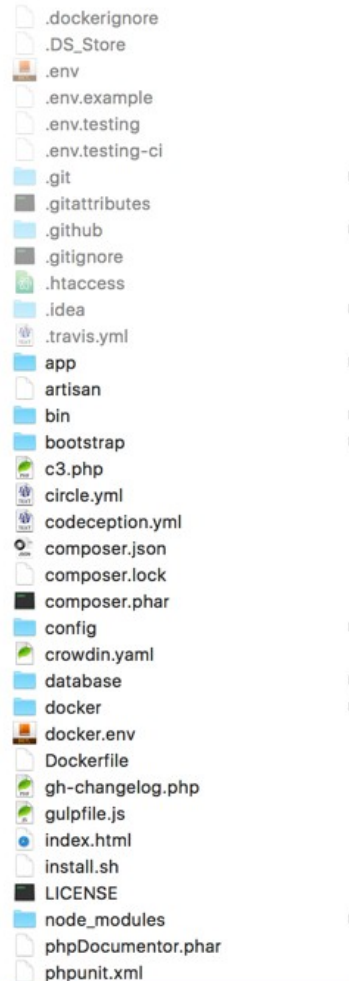 .dockerignore
.DS_Store
.env
.env.example
.env.testing
.env.testing-ci
.git
.gitattributes
.github
.gitignore
.htaccess
.idea
.travis.yml
app
artisan
bin
bootstrap
c3.php
circle.yml
codeception.yml
composer.json
composer.lock
composer.phar
config
crowdin.yaml
database
docker
docker.env
Dockerfile
gh-changelog.php
gulpfile.js
index.html
install.sh
LICENSE
node_modules
phpDocumentor.phar
phpunit.xml